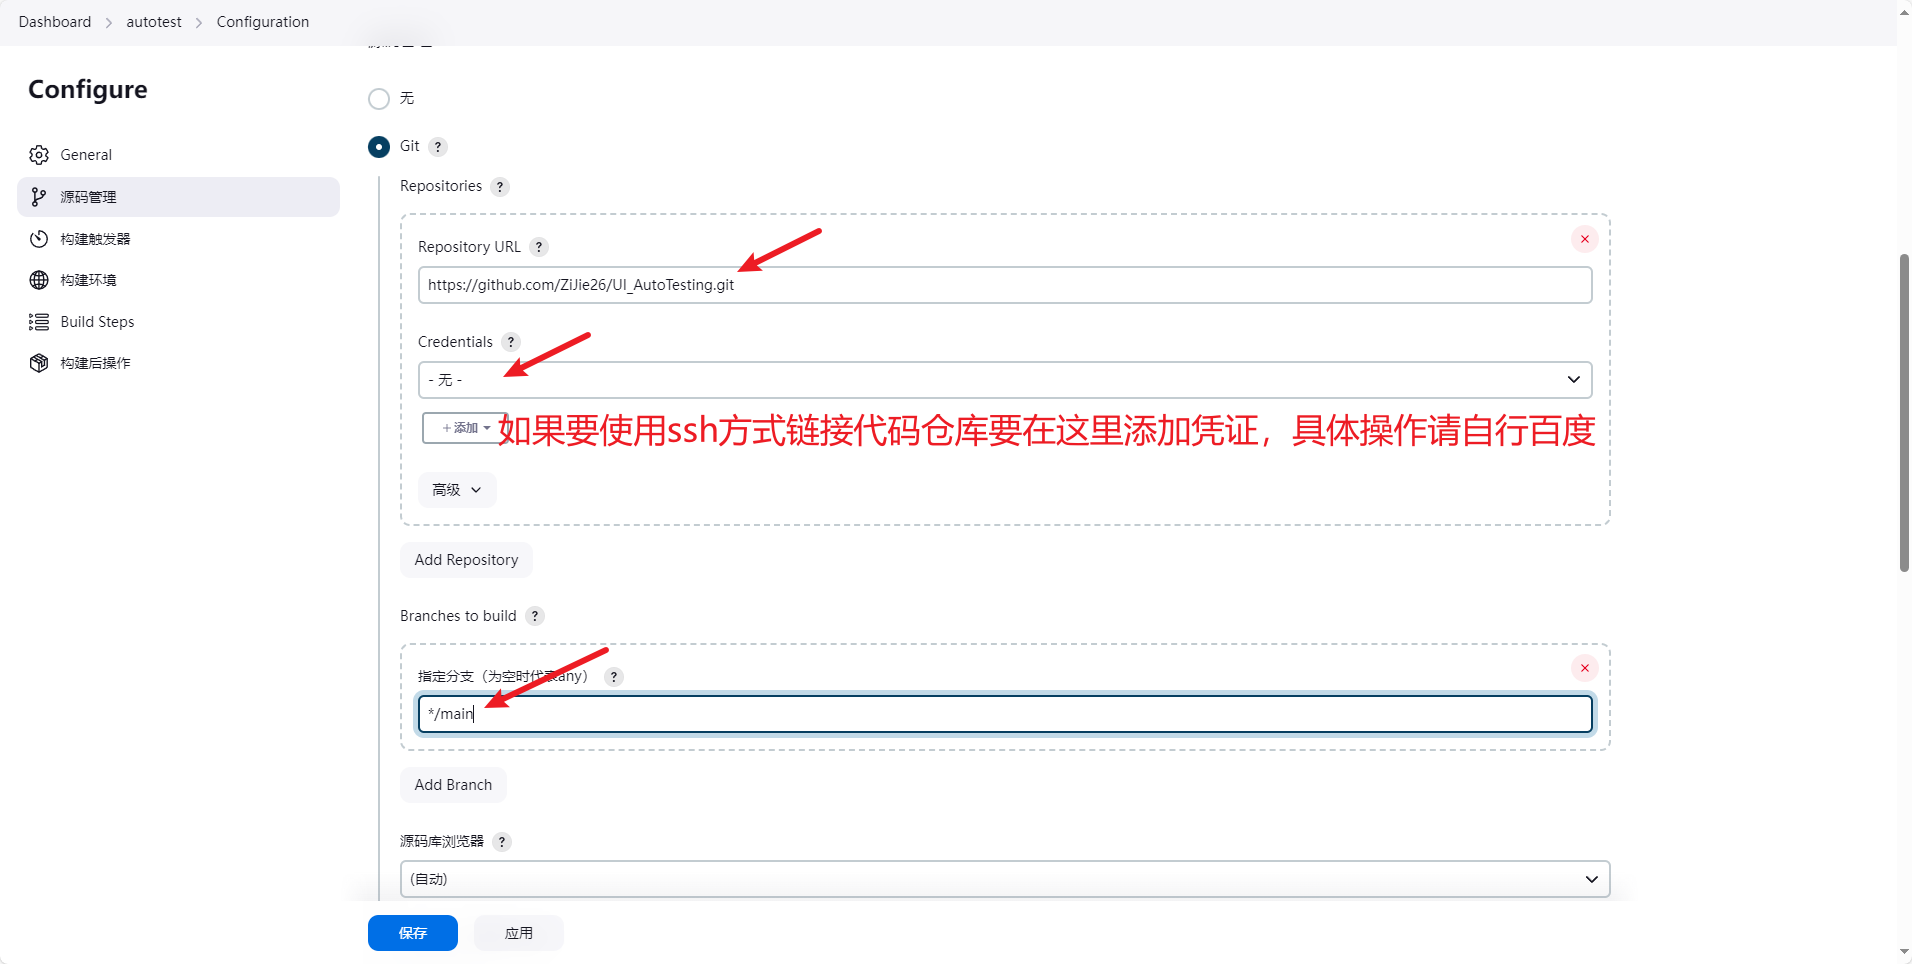 Dashboard > autotest > Configuration
Configure
General
源码管理
构建触发器
构建环境
Build Steps
构建后操作
无
Git ?
Repositories ?
Repository URL ?
https://github.com/ZiJie26/UI_AutoTesting.git
Credentials ?
- 无 -
+添加
如果要使用ssh方式链接代码仓库要在这里添加凭证，具体操作请自行百度
高级
Add Repository
Branches to build ?
指定分支（为空时代表any） ?
*/main
Add Branch
源码库浏览器 ?
(自动)
保存
应用